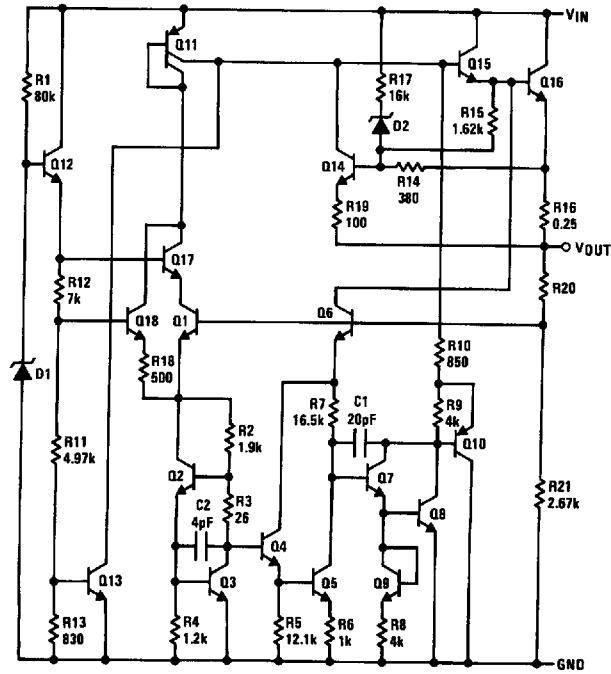 VIN
Q11
Q15
Q16
R1
80k
R17
16k
R15
1.62k
D2
Q12
Q14
R14
380
R19
100
R16
0.25
VOUT
Q17
R12
7k
Q18
Q1
Q6
R20
R18
500
R10
850
D1
R7
16.5k
C1
20pF
R9
4k
Q10
R11
4.97k
R2
1.9k
Q2
Q7
R3
26
Q8
R21
2.67k
C2
4pF
Q4
Q13
Q3
Q5
Q9
R13
830
R4
1.2k
R5
12.1k
R6
1k
R8
4k
GND